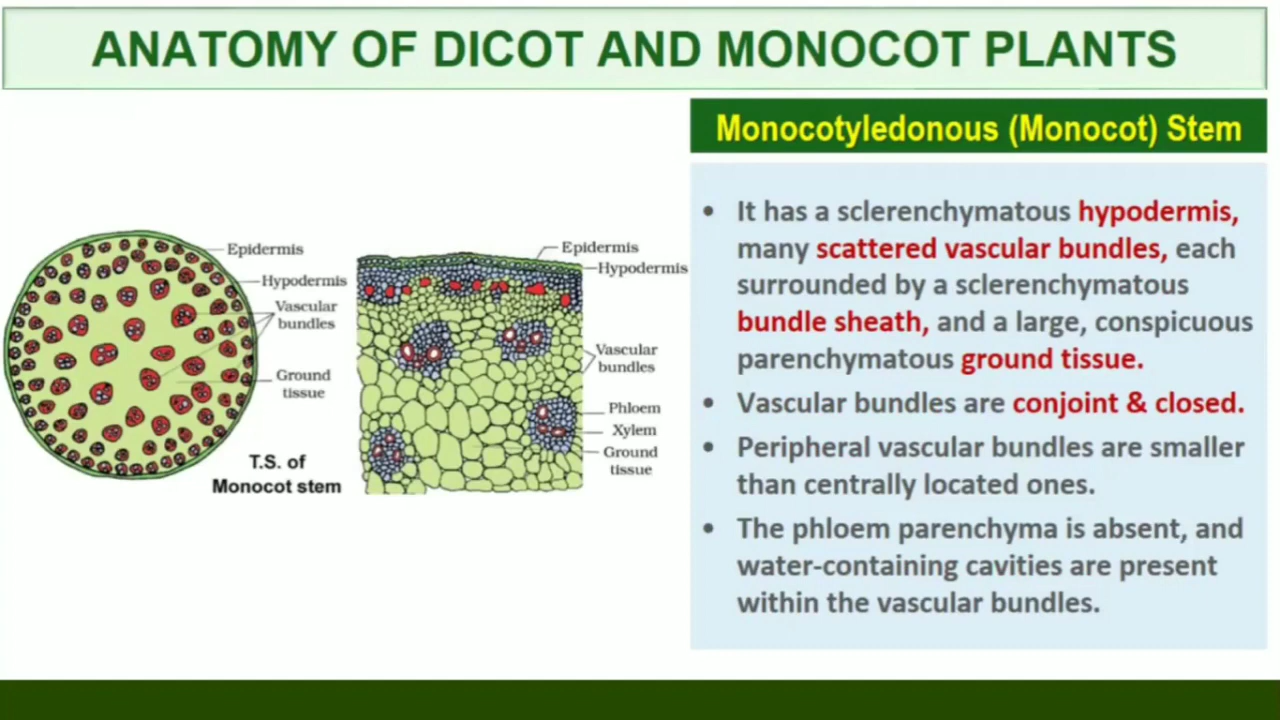 ANATOMY OF DICOT AND MONOCOT PLANTS
Monocotyledonous (Monocot) Stem
Epidermis
Hypodermis
Vascular
bundles
Ground
tissue
T.S. of
Monocot stem
Epidermis
Hypodermis
Vascular
bundles
Phloem
Xylem
Ground
tissue
• It has a sclerenchymatous hypodermis,
many scattered vascular bundles, each
surrounded by a sclerenchymatous
bundle sheath, and a large, conspicuous
parenchymatous ground tissue.
• Vascular bundles are conjoint & closed.
• Peripheral vascular bundles are smaller
than centrally located ones.
• The phloem parenchyma is absent, and
water-containing cavities are present
within the vascular bundles.